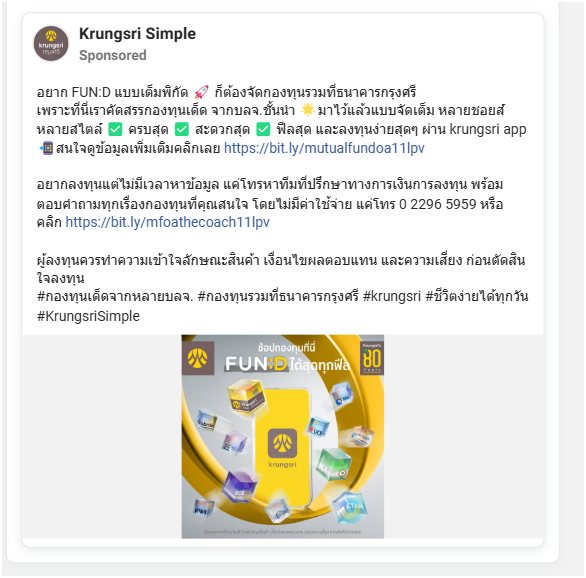 krungsri
กรุงศรี
Krungsri Simple
Sponsored
อยาก FUN:D แบบเต็มพิกัด 🚀 ก็ต้องจัดกองทุนรวมที่ธนาคารกรุงศรี
เพราะที่นี่เราคัดสรรกองทุนเด็ด จากบลจ.ชั้นนำ 🌟 มาไว้แล้วแบบจัดเต็ม หลายชอยส์
หลายสไตล์ ✅ ครบสุด ✅ สะดวกสุด ✅ ฟีลสุด และลงทุนง่ายสุดๆ ผ่าน krungsri app
📲สนใจดูข้อมูลเพิ่มเติมคลิกเลย https://bit.ly/mutualfundoa11lpv
อยากลงทุนแต่ไม่มีเวลาหาข้อมูล แค่โทรหาทีมที่ปรึกษาทางการเงินการลงทุน พร้อม
ตอบคำถามทุกเรื่องกองทุนที่คุณสนใจ โดยไม่มีค่าใช้จ่าย แค่โทร 0 2296 5959 หรือ
คลิก https://bit.ly/mfoathecoach11lpv
ผู้ลงทุนควรทำความเข้าใจลักษณะสินค้า เงื่อนไขผลตอบแทน และความเสี่ยง ก่อนตัดสิน
ใจลงทุน
#กองทุนเด็ดจากหลายบลจ. #กองทุนรวมที่ธนาคารกรุงศรี #krungsri #ชีวิตง่ายได้ทุกวัน
#KrungsriSimple
ช้อปกองทุนที่นี่
FUN:D ได้สุดทุกฟีล
Krungsri's
80
Years
krungsri
krungsri